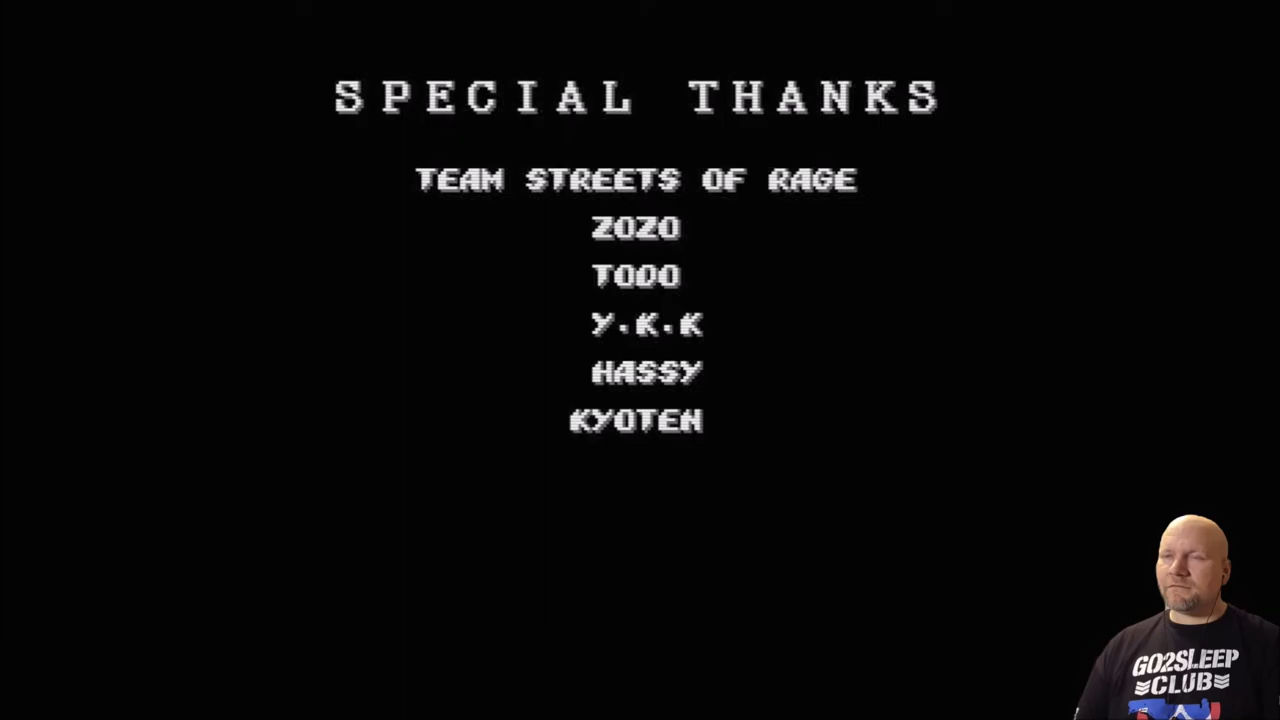 SPECIAL THANKS
TEAM STREETS OF RAGE
ZOZO
TODO
Y.K.K
HASSY
KYOTEN
GO2SLEEP
CLUB